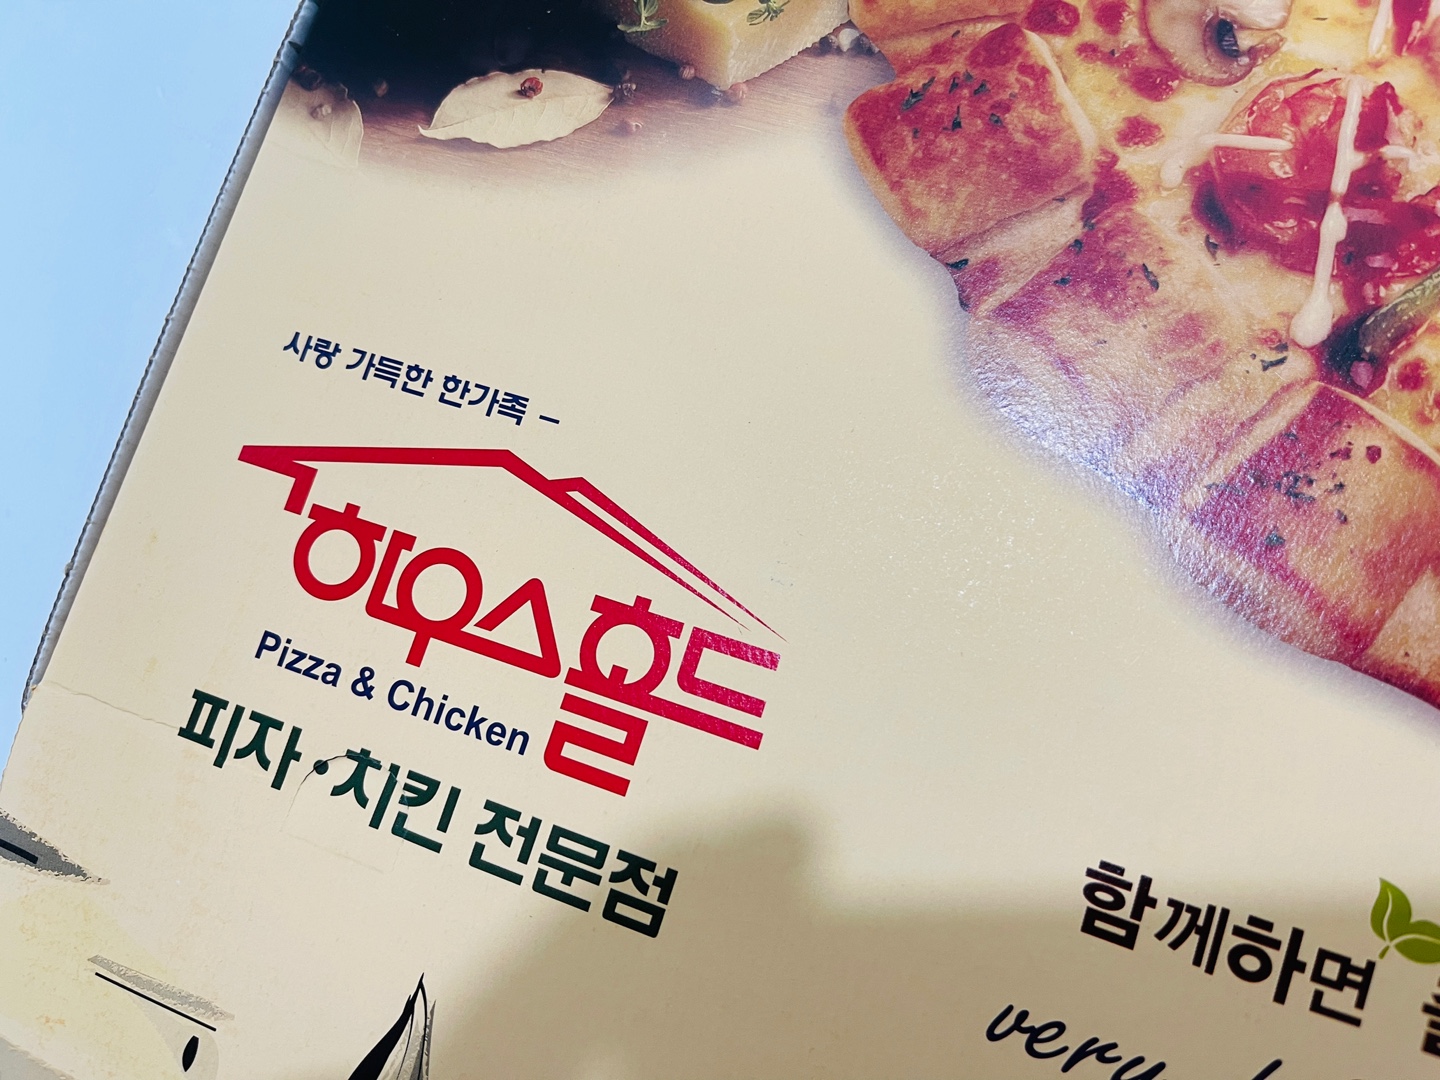 사랑 가득한 한가족 –
하우스홀드
Pizza & Chicken
피자·치킨 전문점
함께하면
very